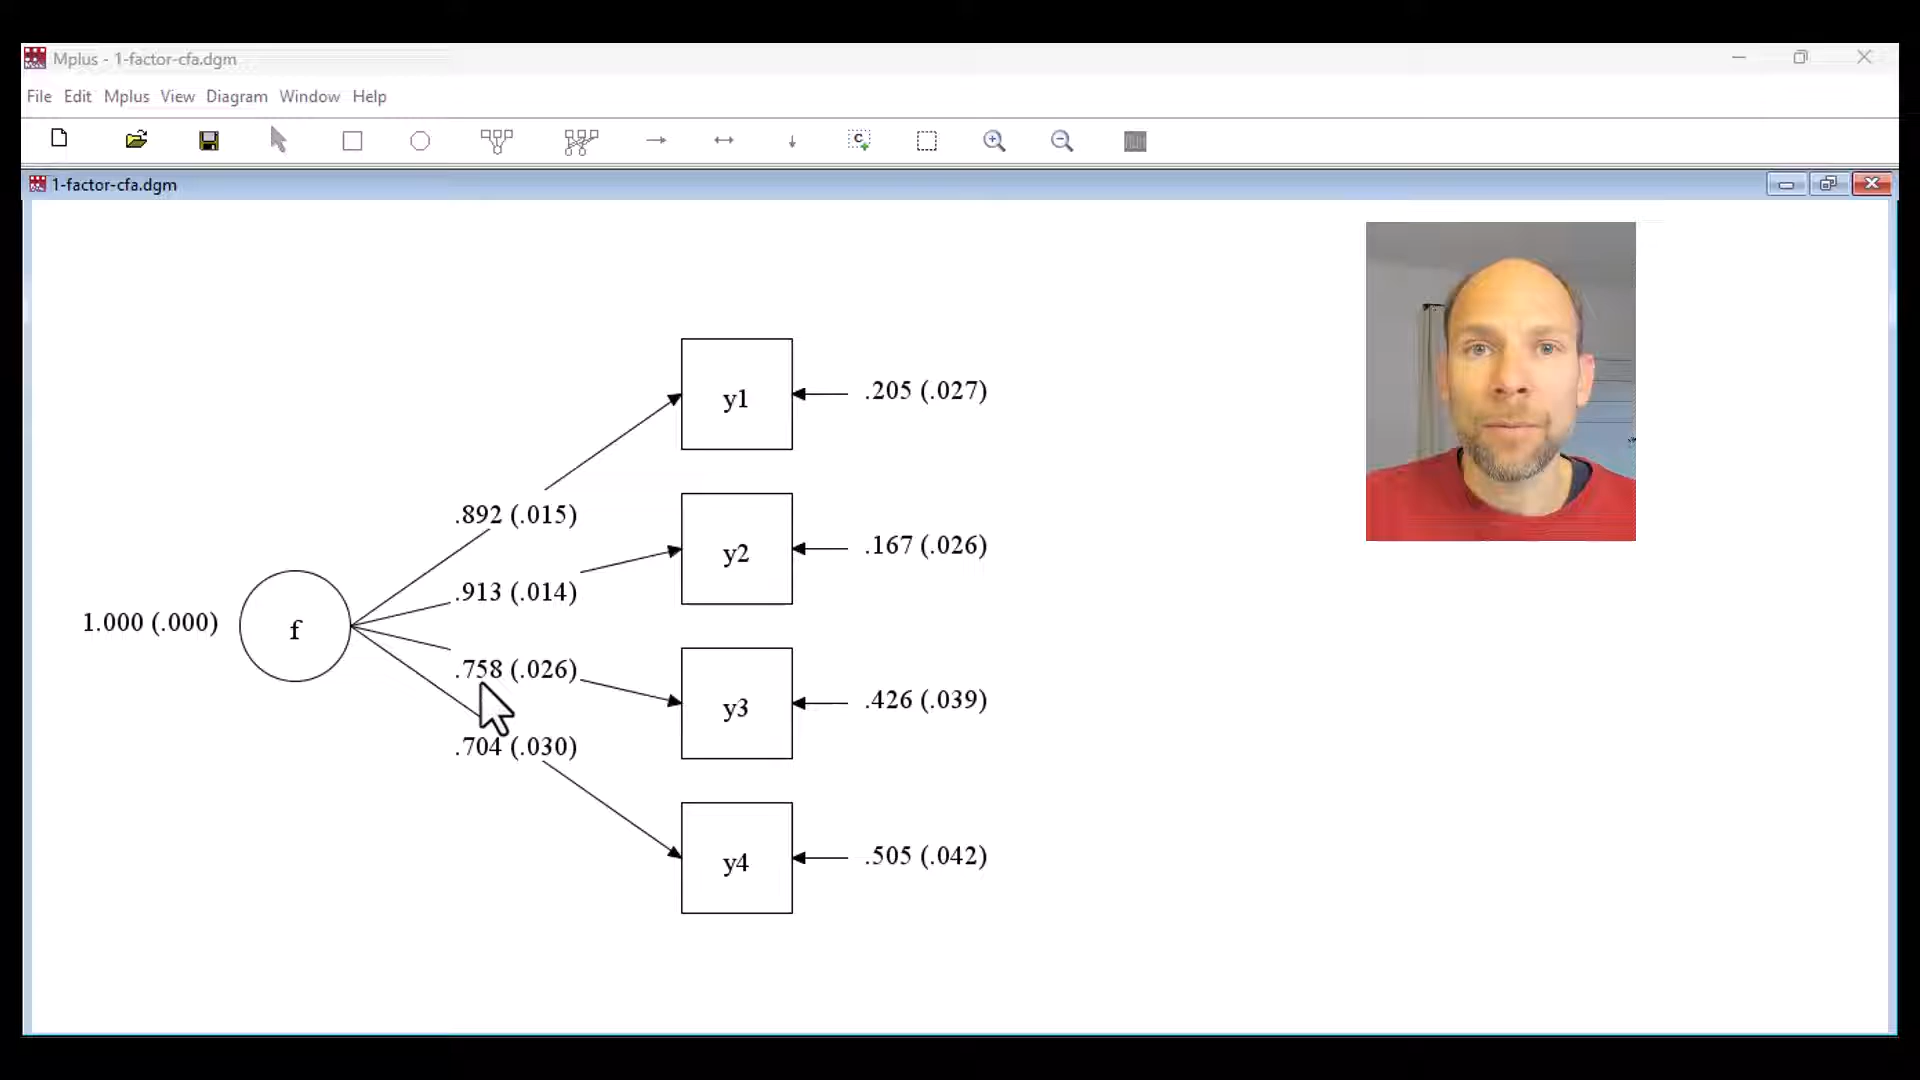 Mplus - 1-factor-cfa.dgm
File Edit Mplus View Diagram Window Help
1-factor-cfa.dgm
y1
.205 (.027)
.892 (.015)
y2
.167 (.026)
.913 (.014)
1.000 (.000)
f
.758 (.026)
y3
.426 (.039)
.704 (.030)
y4
.505 (.042)